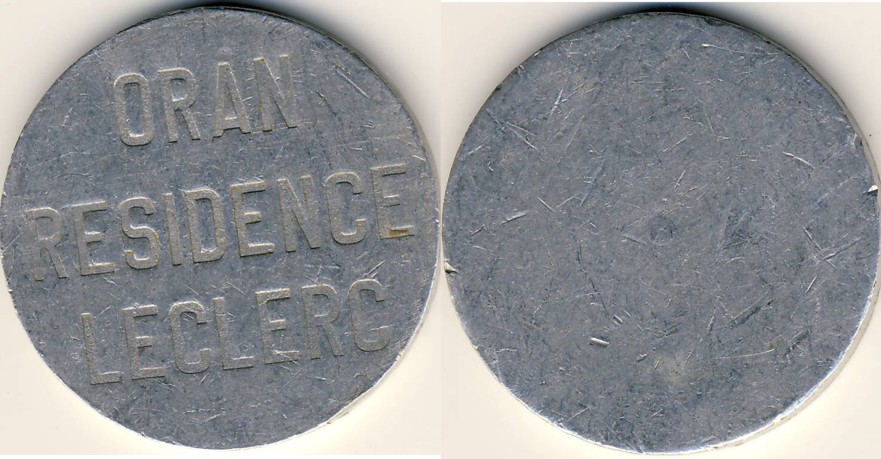 ORAN
RESIDENCE
LECLERC